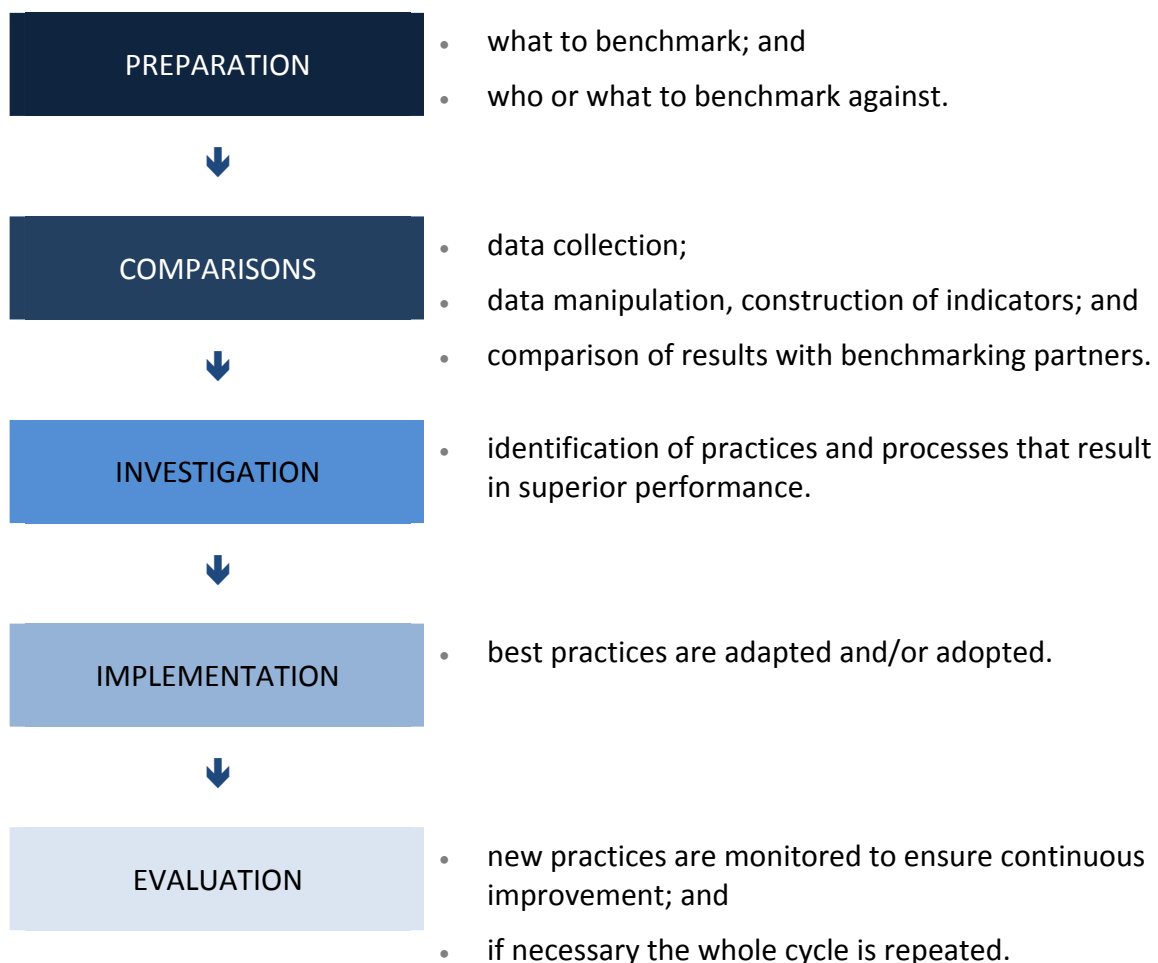 PREPARATION
what to benchmark; and
who or what to benchmark against.
COMPARISONS
data collection;
data manipulation, construction of indicators; and
comparison of results with benchmarking partners.
INVESTIGATION
identification of practices and processes that result
in superior performance.
IMPLEMENTATION
best practices are adapted and/or adopted.
EVALUATION
new practices are monitored to ensure continuous
improvement; and
if necessary the whole cycle is repeated.